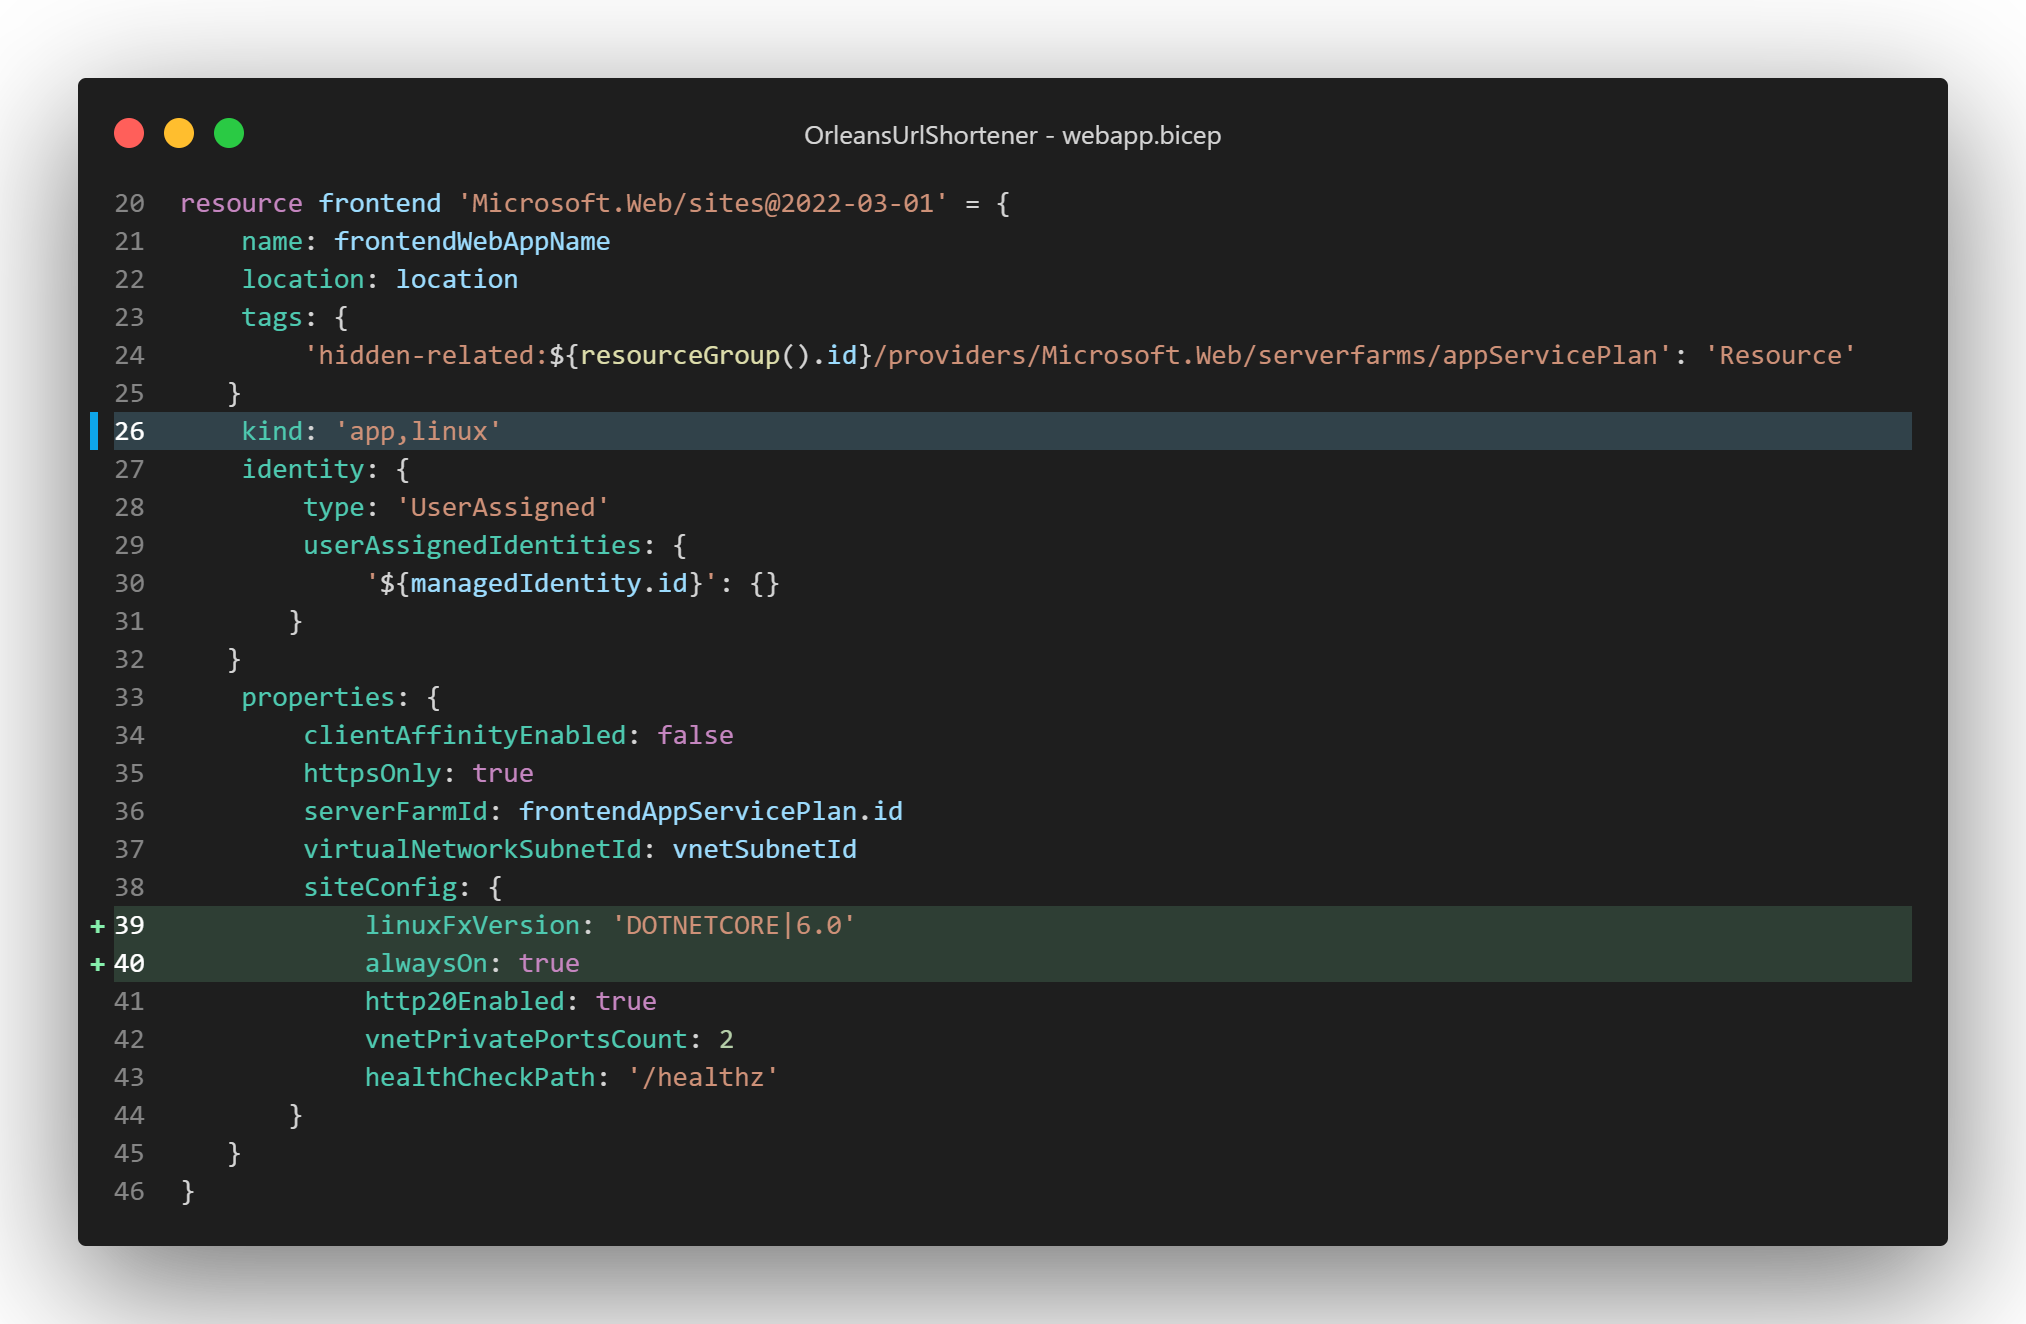 OrleansUrlShortener - webapp.bicep
20 resource frontend 'Microsoft.Web/sites@2022-03-01' = {
21     name: frontendWebAppName
22     location: location
23     tags: {
24         'hidden-related:${resourceGroup().id}/providers/Microsoft.Web/serverfarms/appServicePlan': 'Resource'
25    }
26     kind: 'app,linux'
27     identity: {
28         type: 'UserAssigned'
29         userAssignedIdentities: {
30             '${managedIdentity.id}': {}
31        }
32    }
33     properties: {
34         clientAffinityEnabled: false
35         httpsOnly: true
36         serverFarmId: frontendAppServicePlan.id
37         virtualNetworkSubnetId: vnetSubnetId
38         siteConfig: {
+ 39             linuxFxVersion: 'DOTNETCORE|6.0'
+ 40             alwaysOn: true
41             http20Enabled: true
42             vnetPrivatePortsCount: 2
43             healthCheckPath: '/healthz'
44        }
45    }
46 }